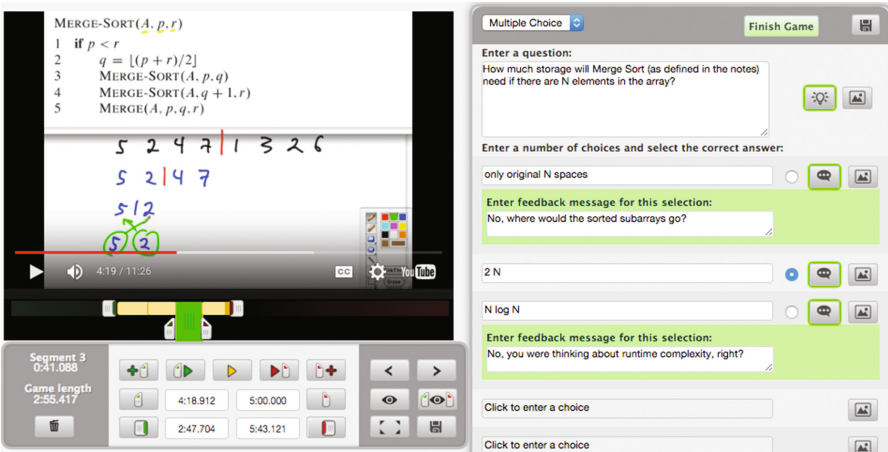 MERGE-SORT(A, p, r)
1 if p < r
2 q = ⌊(p + r)/2⌋
3 MERGE-SORT(A, p, q)
4 MERGE-SORT(A, q + 1, r)
5 MERGE(A, p, q, r)
5 2 4 7 | 1 3 2 6
5 2 | 4 7
5 | 2
5 2
4:19 / 11:26
CC
YouTube
Segment 3
0:41.088
Game length
2:55.417
4:18.912
5:00.000
2:47.704
5:43.121
Multiple Choice
Finish Game
Enter a question:
How much storage will Merge Sort (as defined in the notes)
need if there are N elements in the array?
Enter a number of choices and select the correct answer:
only original N spaces
Enter feedback message for this selection:
No, where would the sorted subarrays go?
2 N
N log N
Enter feedback message for this selection:
No, you were thinking about runtime complexity, right?
Click to enter a choice
Click to enter a choice